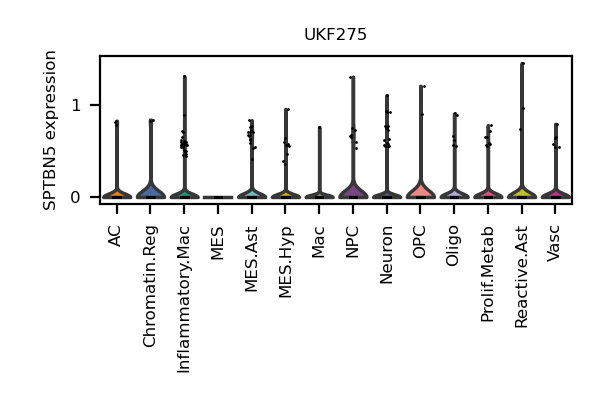 UKF275
SPTBN5 expression
1
0
AC
Chromatin.Reg
Inflammatory.Mac
MES
MES.Ast
MES.Hyp
Mac
NPC
Neuron
OPC
Oligo
Prolif.Metab
Reactive.Ast
Vasc